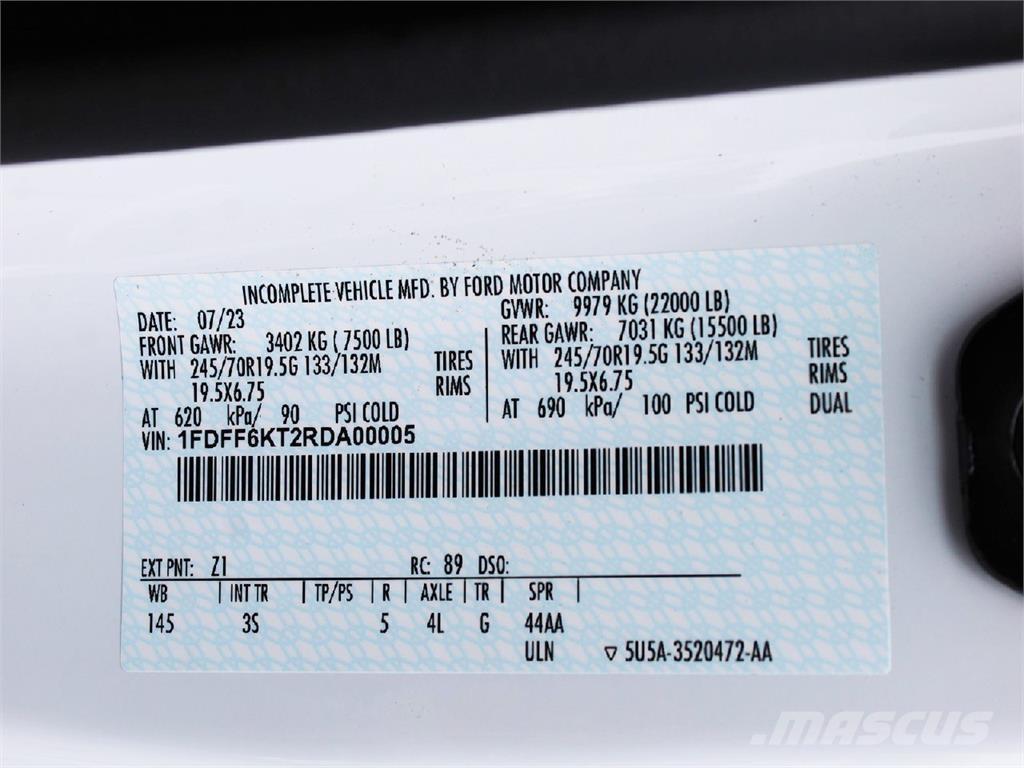 INCOMPLETE VEHICLE MFD. BY FORD MOTOR COMPANY
DATE: 07/23 GVWR: 9979 KG (22000 LB)
FRONT GAWR: 3402 KG ( 7500 LB) REAR GAWR: 7031 KG (15500 LB)
WITH 245/70R19.5G 133/132M TIRES WITH 245/70R19.5G 133/132M TIRES
19.5X6.75 RIMS 19.5X6.75 RIMS
AT 620 kPa/ 90 PSI COLD AT 690 kPa/ 100 PSI COLD DUAL
VIN: 1FDFF6KT2RDA00005
EXT PNT: Z1 RC: 89 DSO:
WB | INT TR | TP/PS | R | AXLE | TR | SPR |
145 3S 5 4L G 44AA
ULN ▽ 5U5A-3520472-AA
MASCUS